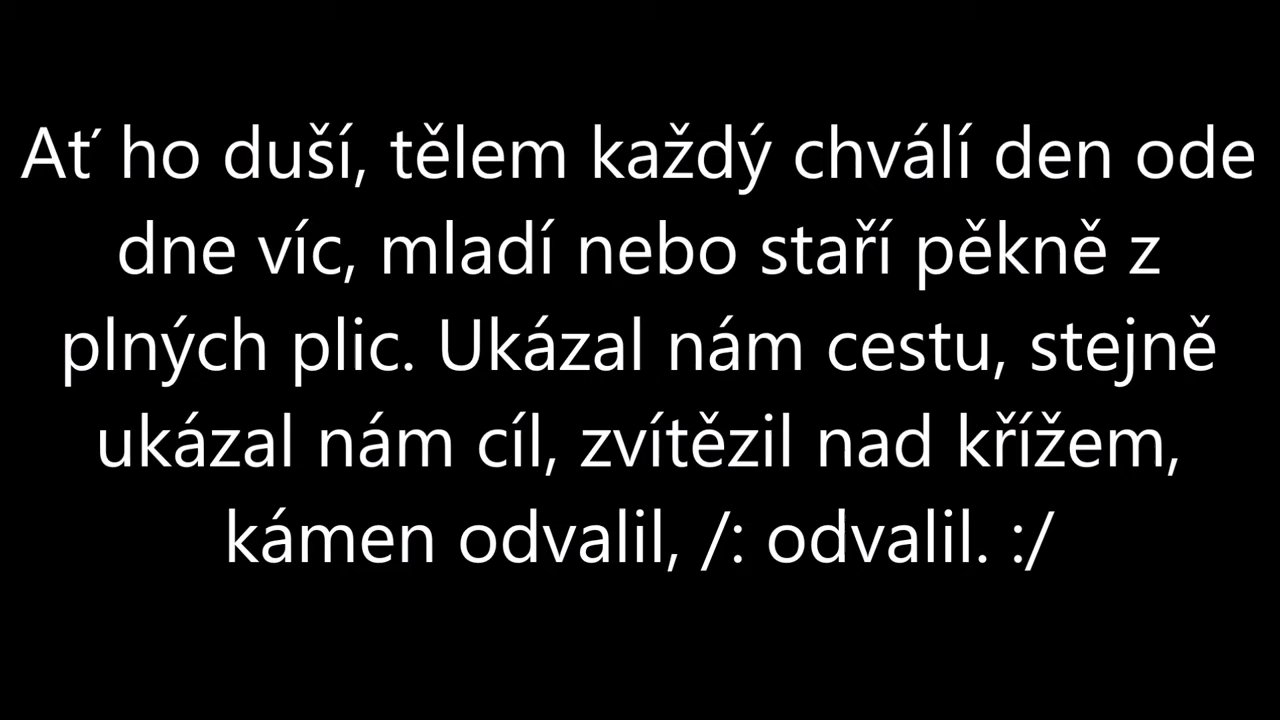 Ať ho duší, tělem každý chválí den ode
dne víc, mladí nebo staří pěkně z
plných plic. Ukázal nám cestu, stejně
ukázal nám cíl, zvítězil nad křížem,
kámen odvalil, /: odvalil. :/